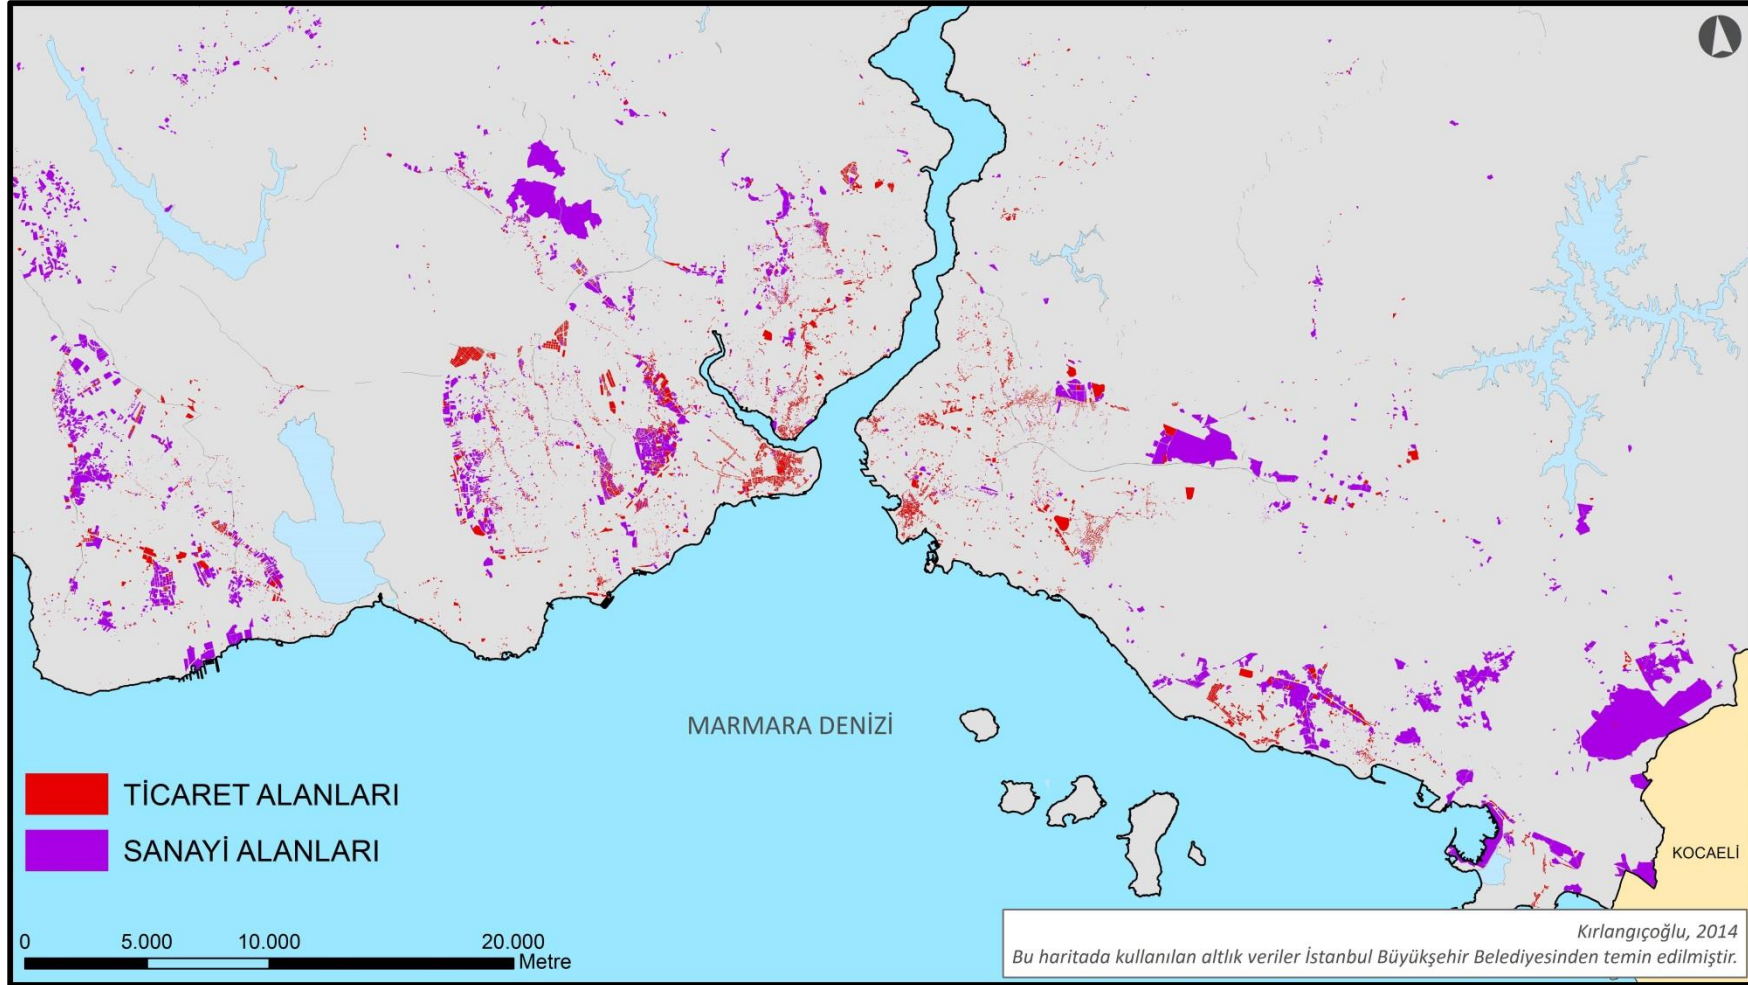 MARMARA DENİZİ
TİCARET ALANLARI
SANAYİ ALANLARI
KOCAELİ
0 5.000 10.000 20.000
Metre
Kırlangıçoğlu, 2014
Bu haritada kullanılan altlık veriler İstanbul Büyükşehir Belediyesinden temin edilmiştir.